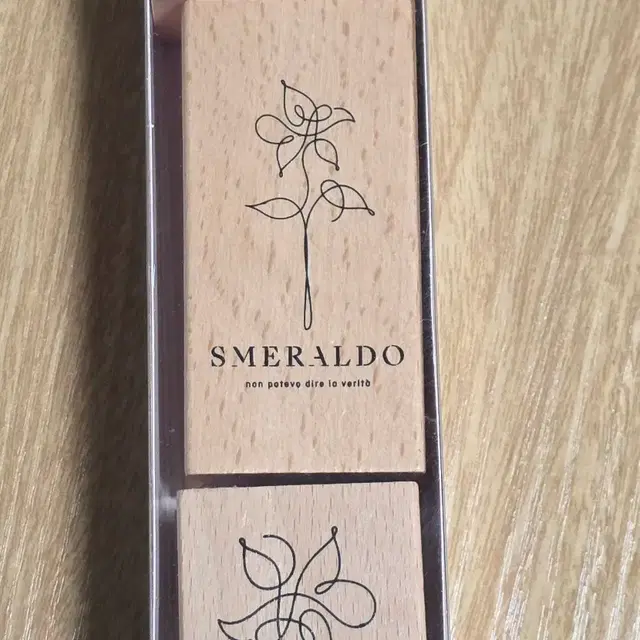 SMERALDO
non potevo dire la verità